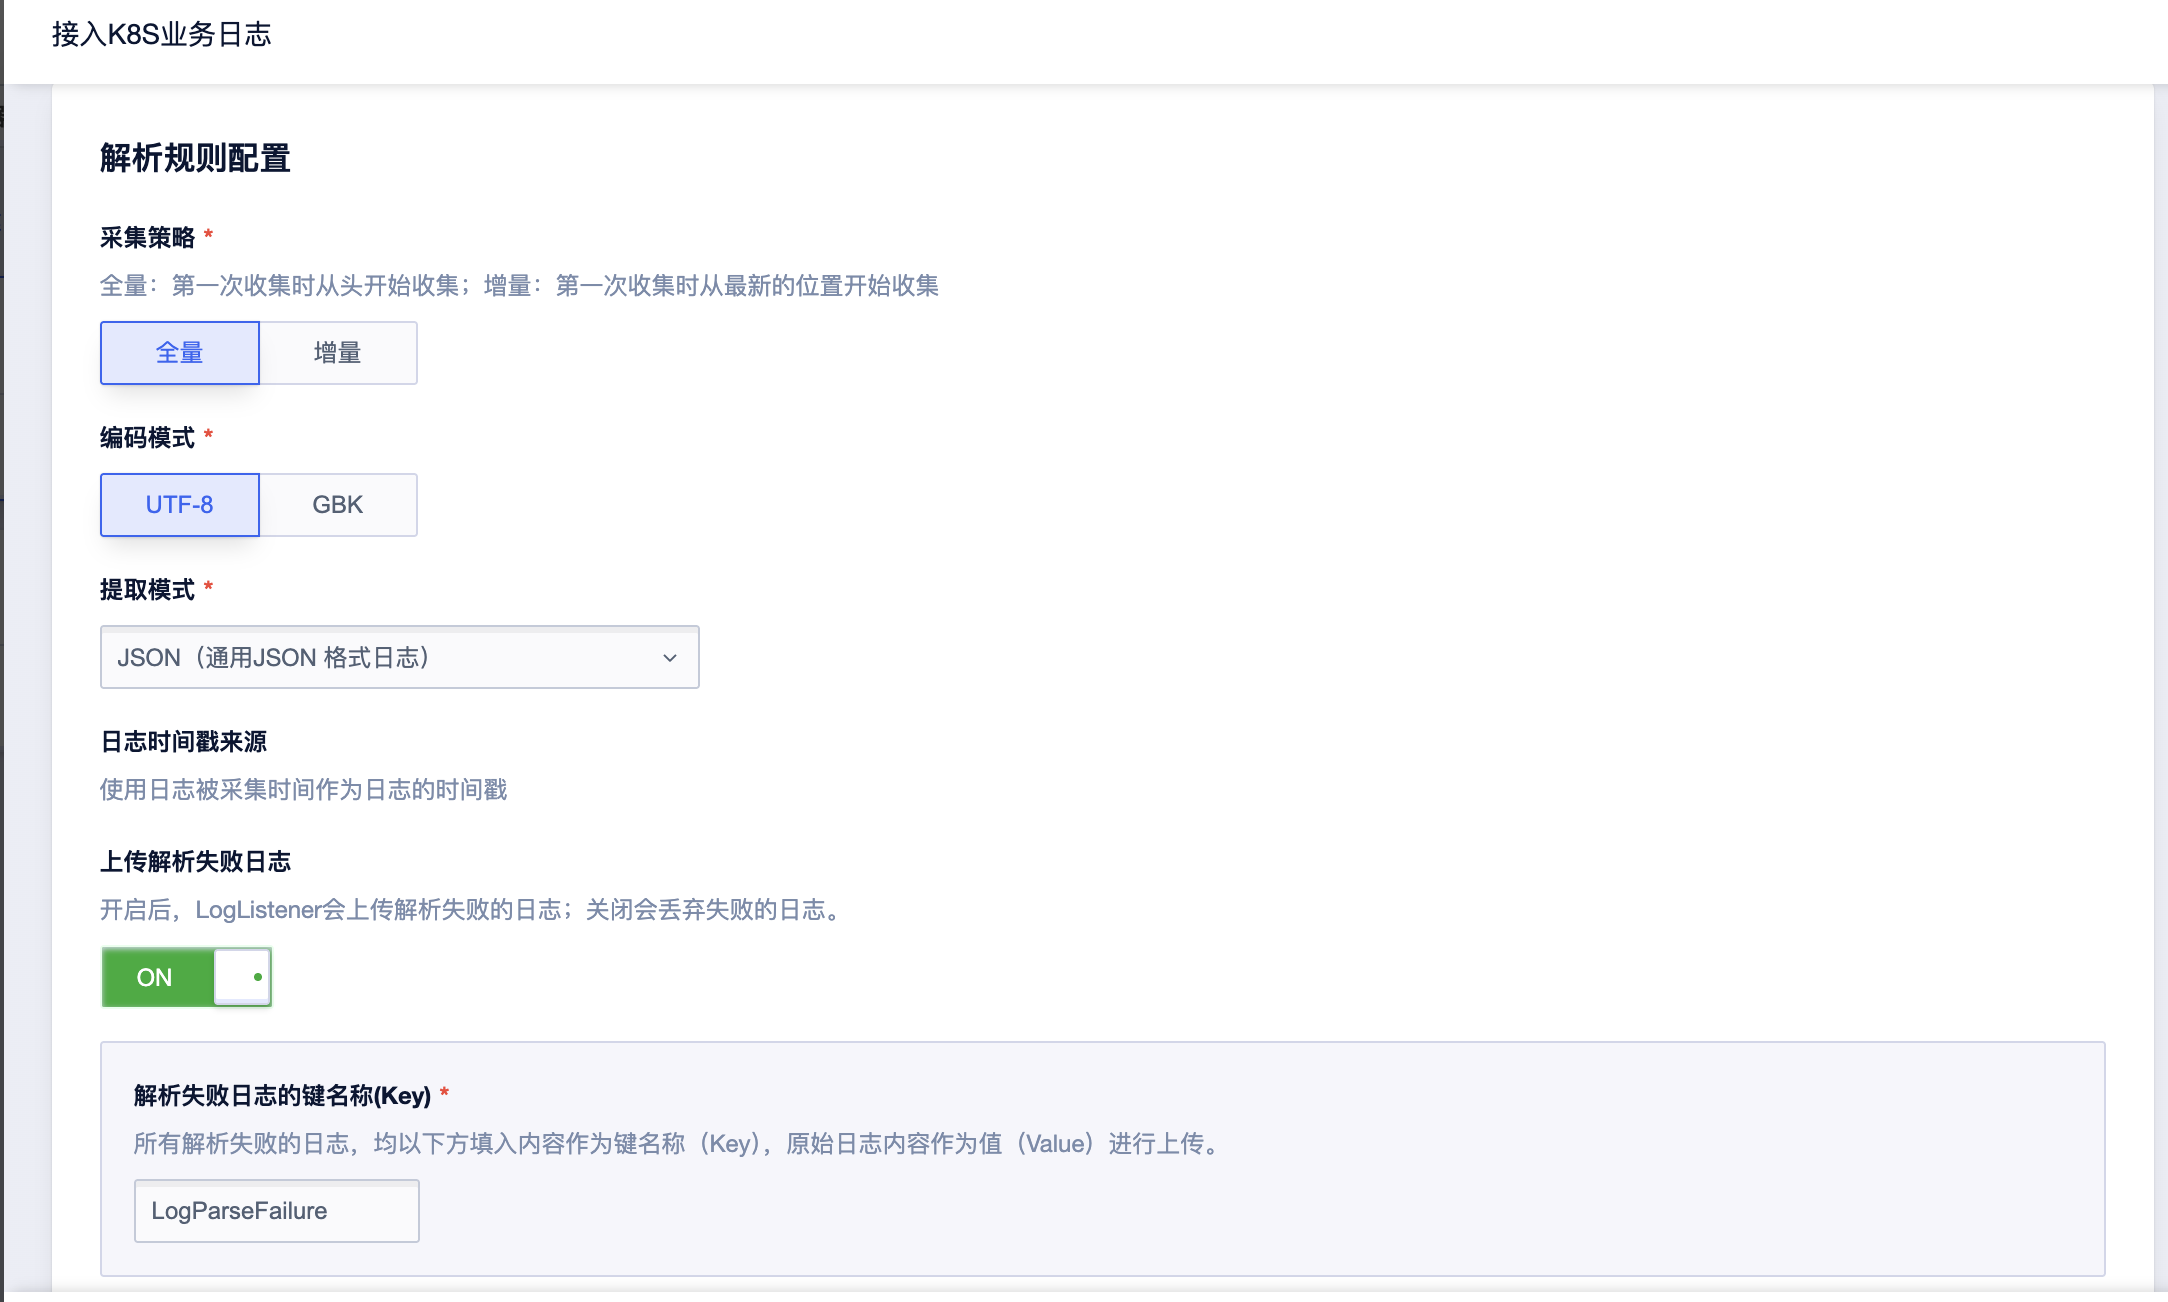 接入K8S业务日志
解析规则配置
采集策略 *
全量：第一次收集时从头开始收集；增量：第一次收集时从最新的位置开始收集
全量 增量
编码模式 *
UTF-8 GBK
提取模式 *
JSON（通用JSON 格式日志）
日志时间戳来源
使用日志被采集时间作为日志的时间戳
上传解析失败日志
开启后，LogListener会上传解析失败的日志；关闭会丢弃失败的日志。
ON
解析失败日志的键名称(Key) *
所有解析失败的日志，均以下方填入内容作为键名称（Key），原始日志内容作为值（Value）进行上传。
LogParseFailure